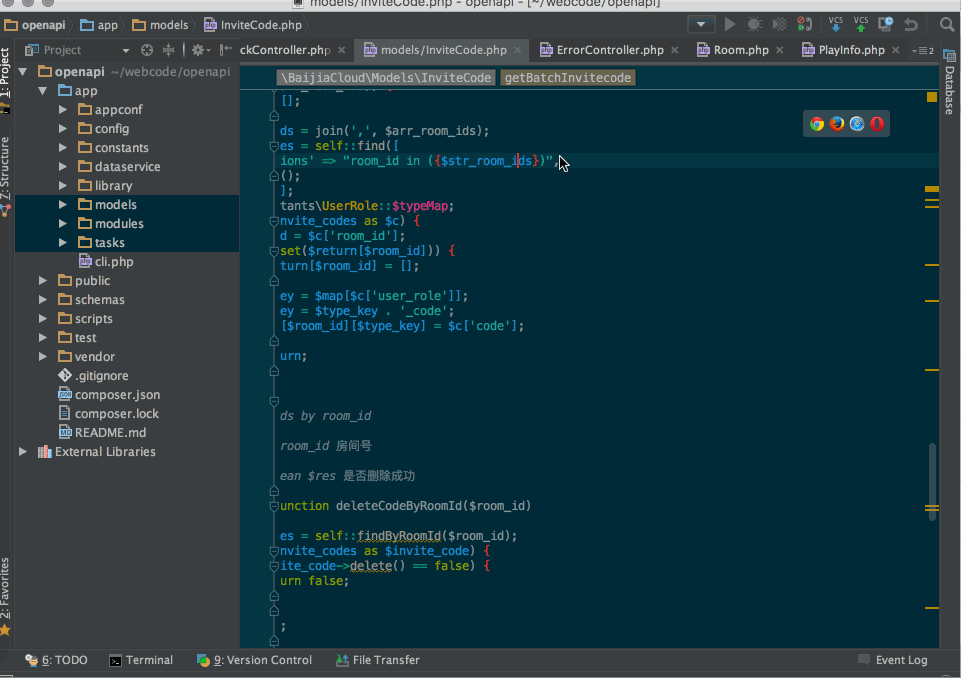 models/InviteCode.php - openapi - [~/webcode/openapi]
openapi app models InviteCode.php
VCS VCS
Project ckController.php models/InviteCode.php ErrorController.php Room.php PlayInfo.php 2
\BaijiaCloud\Models\InviteCode getBatchInvitecode
1: Project
Z: Structure
2: Favorites
Database
openapi ~/webcode/openapi
app
appconf
config
constants
dataservice
library
models
modules
tasks
cli.php
public
schemas
scripts
test
vendor
.gitignore
composer.json
composer.lock
README.md
External Libraries
[];
ds = join(',', $arr_room_ids);
es = self::find([
ions' => "room_id in ({$str_room_ids})",
();
];
tants\UserRole::$typeMap;
nvite_codes as $c) {
d = $c['room_id'];
set($return[$room_id])) {
turn[$room_id] = [];
ey = $map[$c['user_role']];
ey = $type_key . '_code';
[$room_id][$type_key] = $c['code'];
urn;
ds by room_id
room_id 房间号
ean $res 是否删除成功
unction deleteCodeByRoomId($room_id)
es = self::findByRoomId($room_id);
nvite_codes as $invite_code) {
ite_code->delete() == false) {
urn false;
;
6: TODO Terminal 9: Version Control File Transfer Event Log